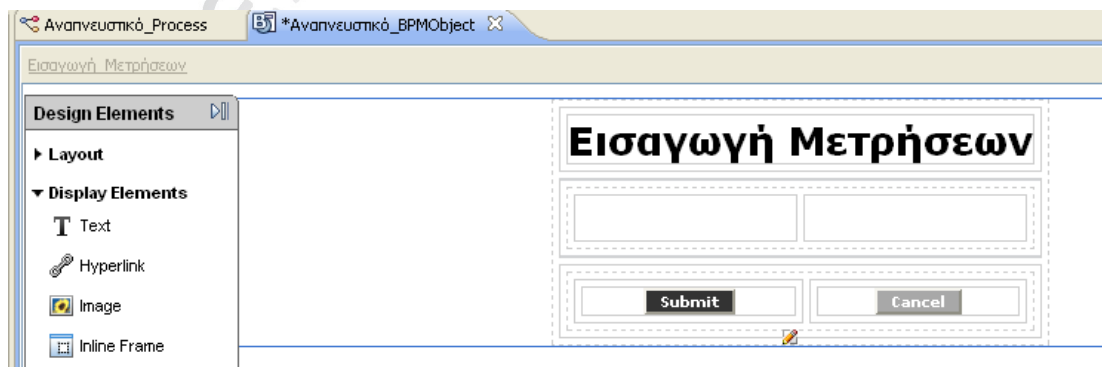 Αναπνευστικό_Process
*Αναπνευστικό_BPMObject
Εισαγωγή Μετρήσεων
Design Elements
Layout
Display Elements
Text
Hyperlink
Image
Inline Frame
Εισαγωγή Μετρήσεων
Submit
Cancel